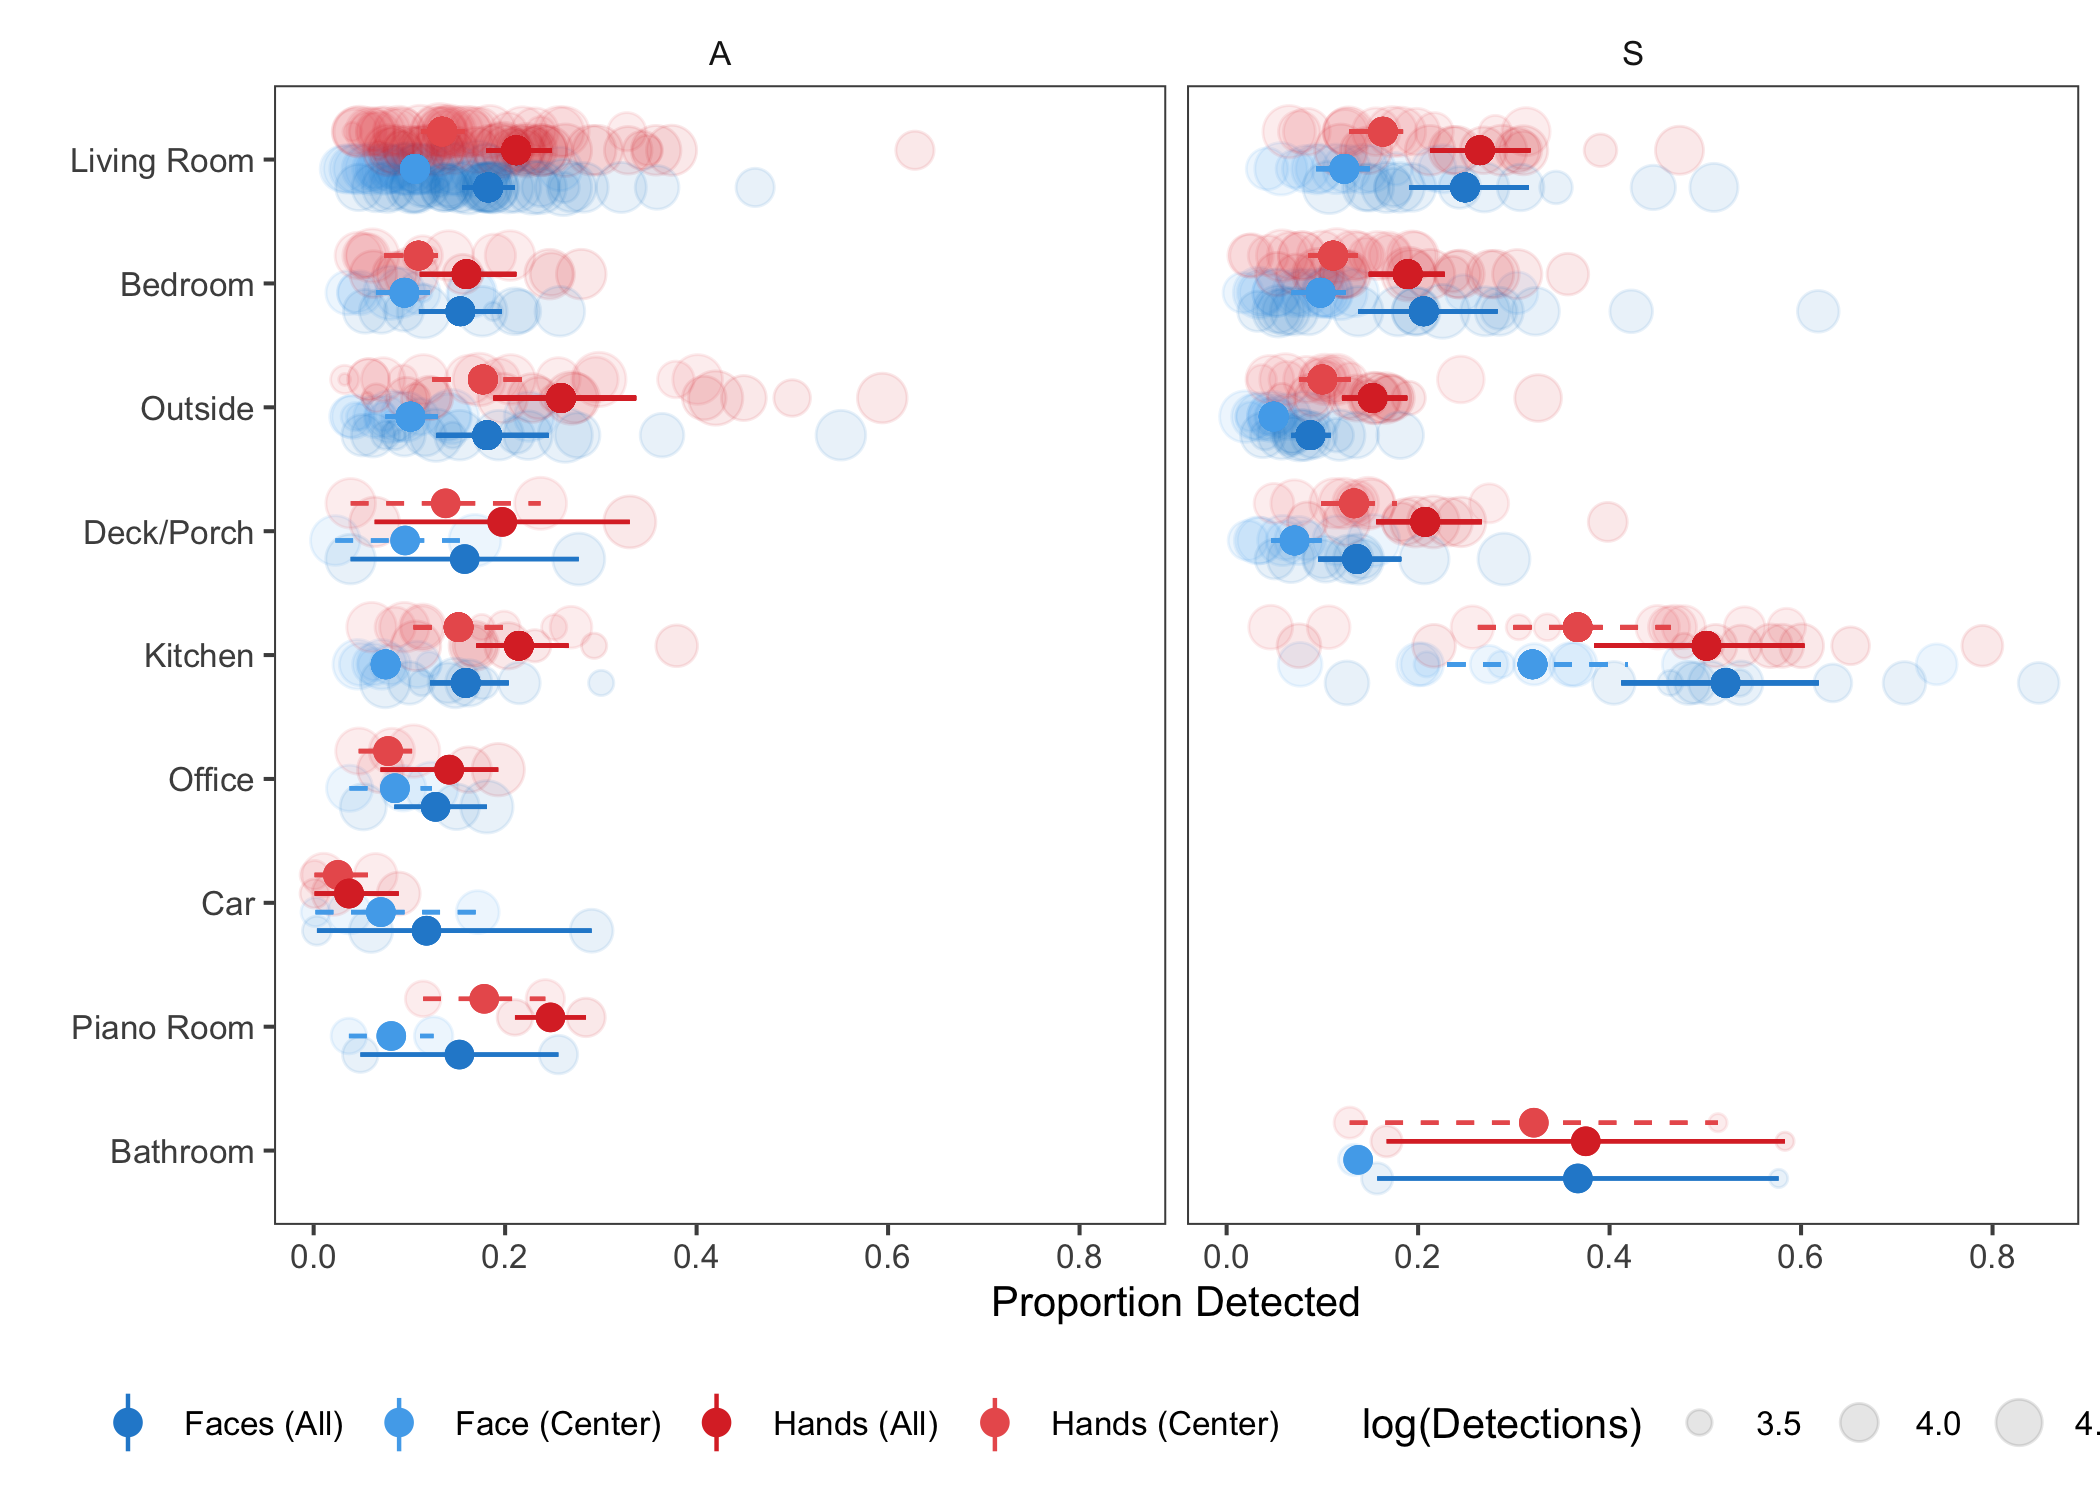 A
S
Living Room
Bedroom
Outside
Deck/Porch
Kitchen
Office
Car
Piano Room
Bathroom
0.0 0.2 0.4 0.6 0.8 0.0 0.2 0.4 0.6 0.8
Proportion Detected
Faces (All) Face (Center) Hands (All) Hands (Center) log(Detections) 3.5 4.0 4.